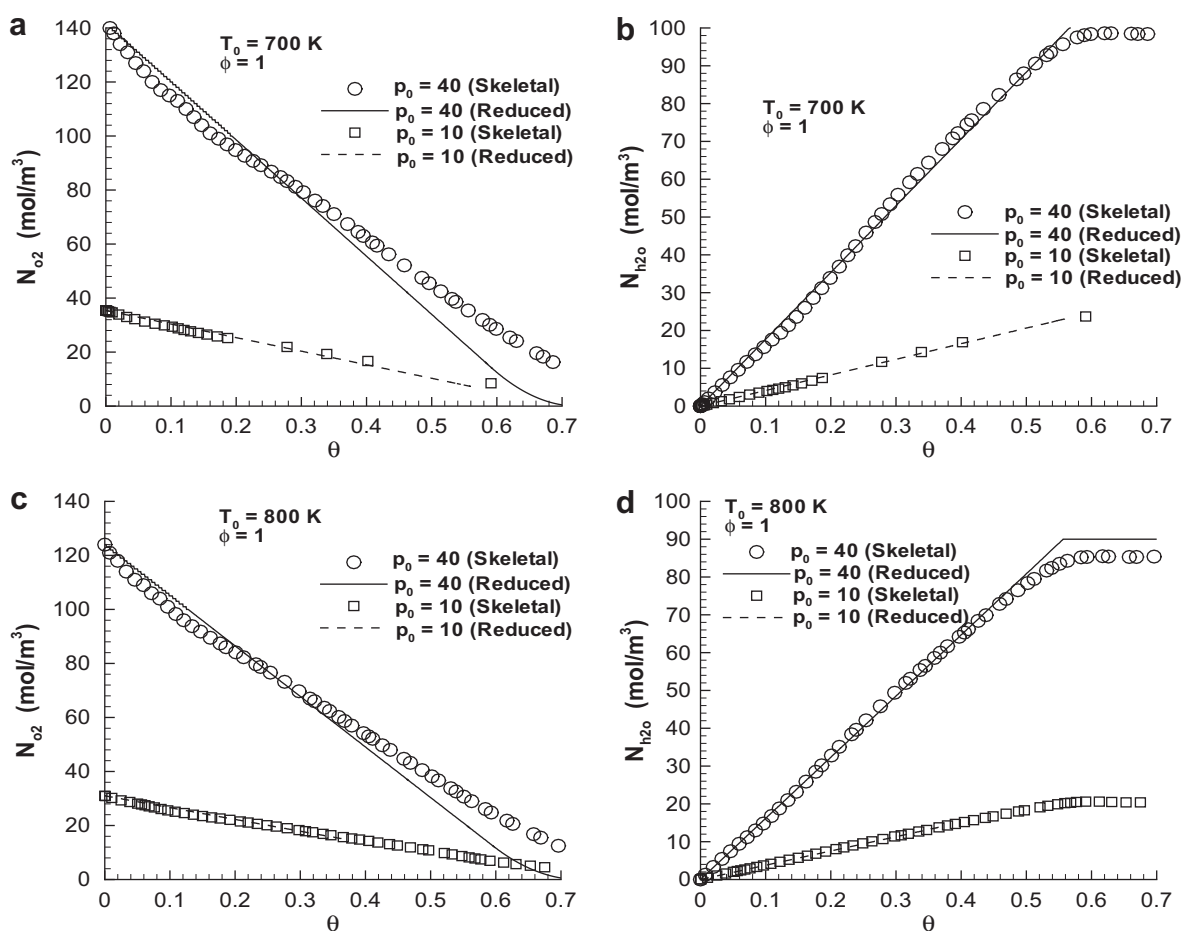 a
T₀ = 700 K
ϕ = 1
p₀ = 40 (Skeletal)
p₀ = 40 (Reduced)
p₀ = 10 (Skeletal)
p₀ = 10 (Reduced)
N_o2 (mol/m³)
140
120
100
80
60
40
20
0
0 0.1 0.2 0.3 0.4 0.5 0.6 0.7
θ
b
T₀ = 700 K
ϕ = 1
p₀ = 40 (Skeletal)
p₀ = 40 (Reduced)
p₀ = 10 (Skeletal)
p₀ = 10 (Reduced)
N_h2o (mol/m³)
100
90
80
70
60
50
40
30
20
10
0
0 0.1 0.2 0.3 0.4 0.5 0.6 0.7
θ
c
T₀ = 800 K
ϕ = 1
p₀ = 40 (Skeletal)
p₀ = 40 (Reduced)
p₀ = 10 (Skeletal)
p₀ = 10 (Reduced)
N_o2 (mol/m³)
140
120
100
80
60
40
20
0
0 0.1 0.2 0.3 0.4 0.5 0.6 0.7
θ
d
T₀ = 800 K
ϕ = 1
p₀ = 40 (Skeletal)
p₀ = 40 (Reduced)
p₀ = 10 (Skeletal)
p₀ = 10 (Reduced)
N_h2o (mol/m³)
100
90
80
70
60
50
40
30
20
10
0
0 0.1 0.2 0.3 0.4 0.5 0.6 0.7
θ